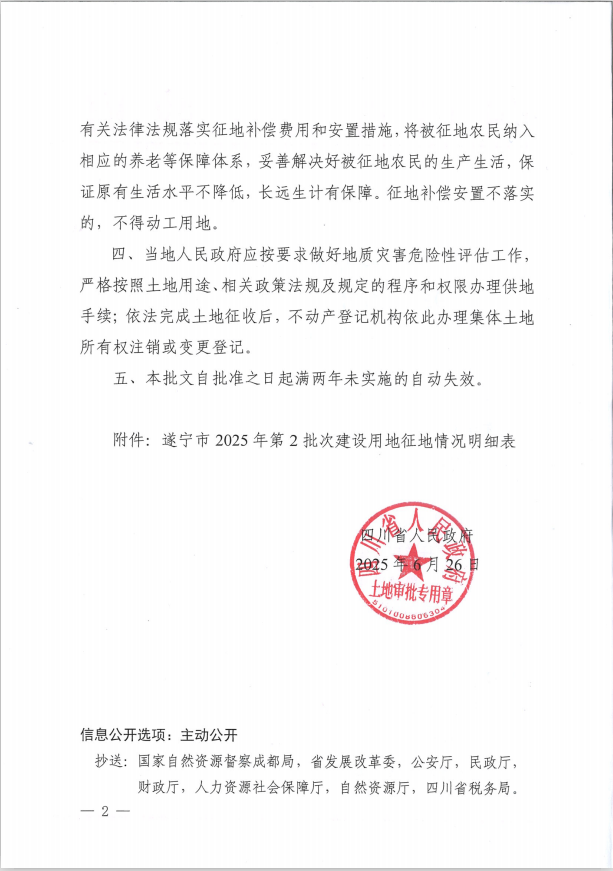 有关法律法规落实征地补偿费用和安置措施,将被征地农民纳入
相应的养老等保障体系，妥善解决好被征地农民的生产生活，保
证原有生活水平不降低，长远生计有保障。征地补偿安置不落实
的，不得动工用地。
四、当地人民政府应按要求做好地质灾害危险性评估工作，
严格按照土地用途、相关政策法规及规定的程序和权限办理供地
手续；依法完成土地征收后，不动产登记机构依此办理集体土地
所有权注销或变更登记。
五、本批文自批准之日起满两年未实施的自动失效。
附件：遂宁市 2025 年第 2 批次建设用地征地情况明细表
四川省人民政府
2025 年 6 月 26 日
四川省人民政府
土地审批专用章
5101008606304
信息公开选项：主动公开
抄送：国家自然资源督察成都局，省发展改革委，公安厅，民政厅，
财政厅，人力资源社会保障厅，自然资源厅，四川省税务局。
— 2 —